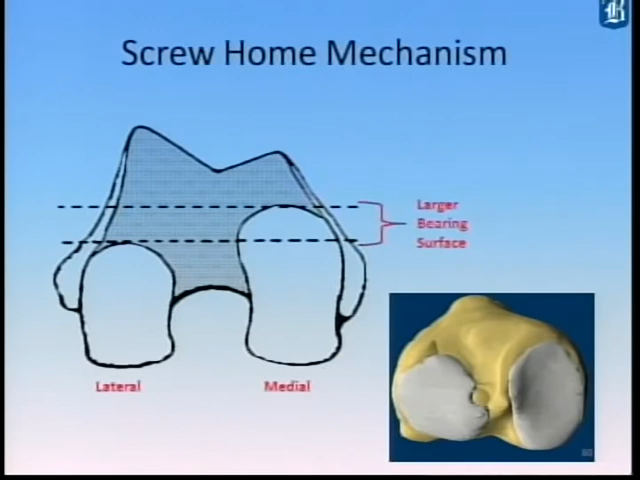 Screw Home Mechanism
Larger
Bearing
Surface
Lateral
Medial